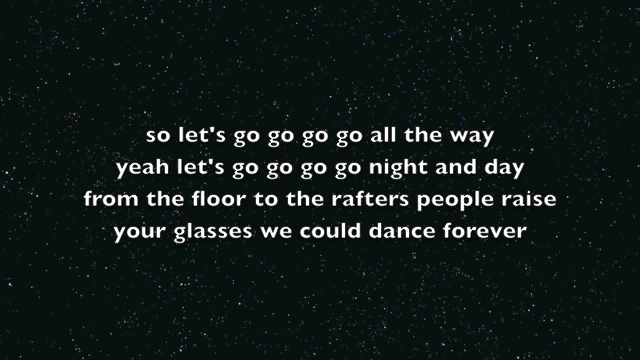 so let's go go go go all the way
yeah let's go go go go night and day
from the floor to the rafters people raise
your glasses we could dance forever